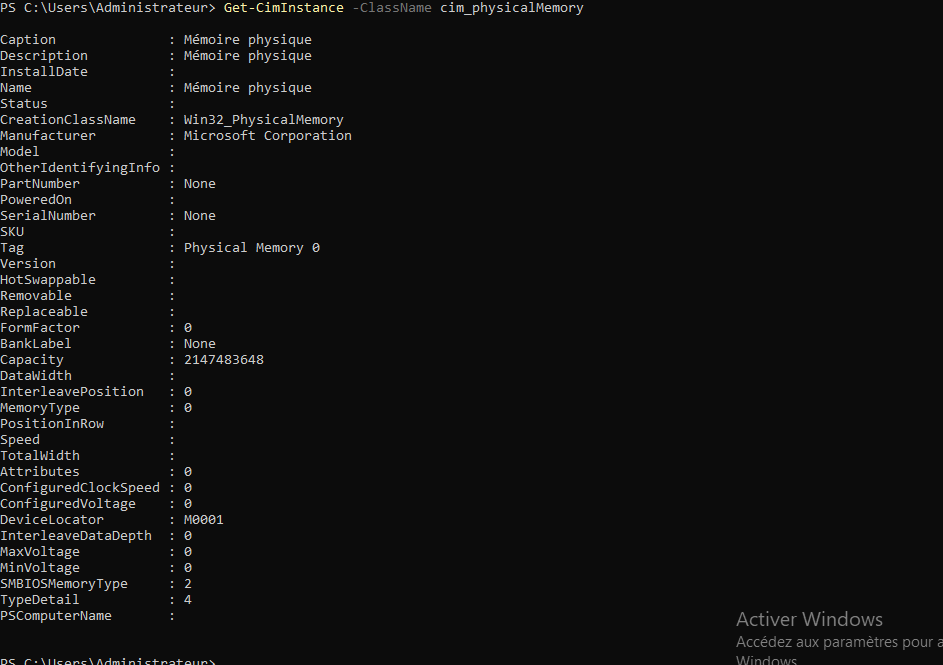 PS C:\Users\Administrateur> Get-CimInstance -ClassName cim_physicalMemory
Caption : Mémoire physique
Description : Mémoire physique
InstallDate :
Name : Mémoire physique
Status :
CreationClassName : Win32_PhysicalMemory
Manufacturer : Microsoft Corporation
Model :
OtherIdentifyingInfo :
PartNumber : None
PoweredOn :
SerialNumber : None
SKU :
Tag : Physical Memory 0
Version :
HotSwappable :
Removable :
Replaceable :
FormFactor : 0
BankLabel : None
Capacity : 2147483648
DataWidth :
InterleavePosition : 0
MemoryType : 0
PositionInRow :
Speed :
TotalWidth :
Attributes : 0
ConfiguredClockSpeed : 0
ConfiguredVoltage : 0
DeviceLocator : M0001
InterleaveDataDepth : 0
MaxVoltage : 0
MinVoltage : 0
SMBIOSMemoryType : 2
TypeDetail : 4
PSComputerName :
Activer Windows
Accédez aux paramètres pour a
Windows
PS C:\Users\Administrateur>